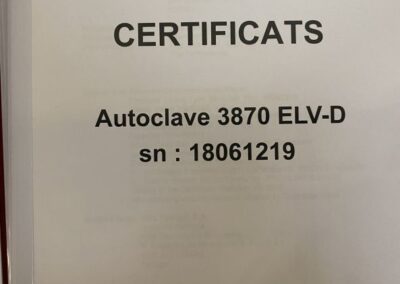 CERTIFICATS
Autoclave 3870 ELV-D
sn : 18061219